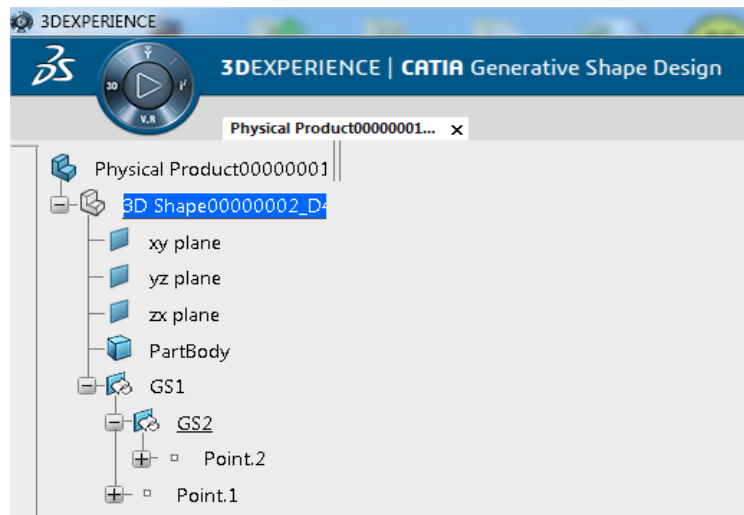 3DEXPERIENCE
3DEXPERIENCE | CATIA Generative Shape Design
3D
V.R
Physical Product00000001... x
Physical Product00000001
3D Shape00000002_D4
xy plane
yz plane
zx plane
PartBody
GS1
GS2
Point.2
Point.1